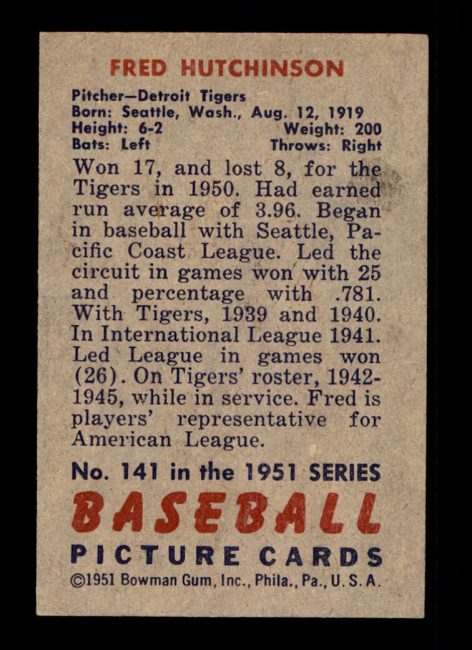 FRED HUTCHINSON
Pitcher—Detroit Tigers
Born: Seattle, Wash., Aug. 12, 1919
Height: 6-2 Weight: 200
Bats: Left Throws: Right
Won 17, and lost 8, for the
Tigers in 1950. Had earned
run average of 3.96. Began
in baseball with Seattle, Pa-
cific Coast League. Led the
circuit in games won with 25
and percentage with .781.
With Tigers, 1939 and 1940.
In International League 1941.
Led League in games won
(26). On Tigers' roster, 1942-
1945, while in service. Fred is
players' representative for
American League.
No. 141 in the 1951 SERIES
BASEBALL
PICTURE CARDS
©1951 Bowman Gum, Inc., Phila., Pa., U.S.A.